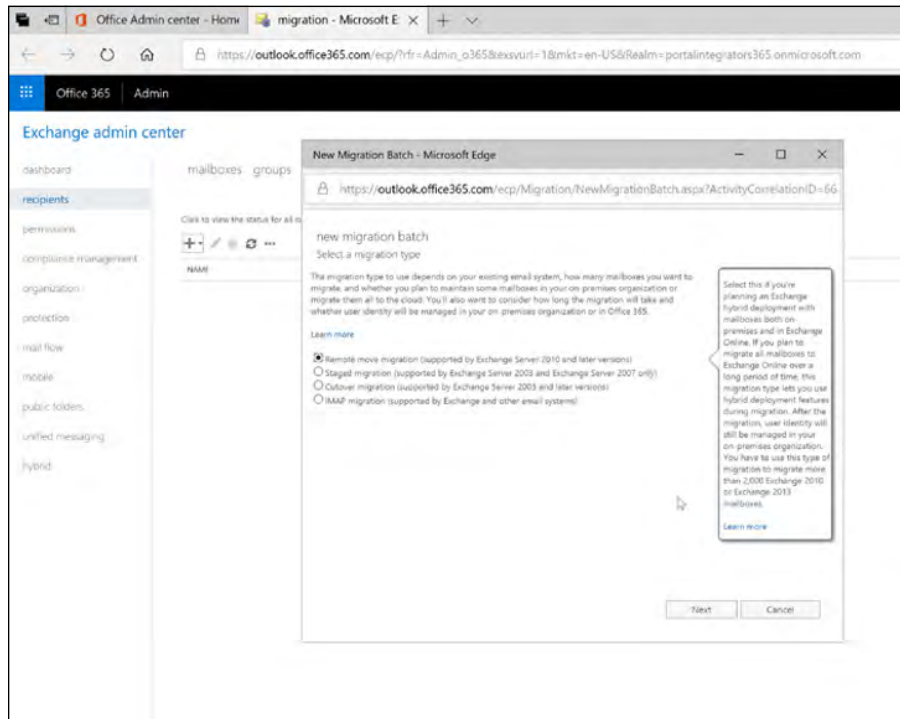 Office Admin center - Home
migration - Microsoft E
https://outlook.office365.com/ecp/?rfr=Admin_o365&exsvurl=1&mkt=en-US&Realm=portalintegrators365.onmicrosoft.com
Office 365
Admin
Exchange admin center
dashboard
recipients
permissions
compliance management
organization
protection
mail flow
mobile
public folders
unified messaging
hybrid
mailboxes groups
Click to view the status for all
NAME
New Migration Batch - Microsoft Edge
https://outlook.office365.com/ecp/Migration/NewMigrationBatch.aspx?ActivityCorrelationID=66
new migration batch
Select a migration type
The migration type to use depends on your existing email system, how many mailboxes you want to
migrate, and whether you plan to maintain some mailboxes in your on-premises organization or
migrate them all to the cloud. You'll also want to consider how long the migration will take and
whether user identity will be managed in your on-premises organization or in Office 365.
Learn more
Remote move migration (supported by Exchange Server 2010 and later versions)
Staged migration (supported by Exchange Server 2003 and Exchange Server 2007 only)
Cutover migration (supported by Exchange Server 2003 and later versions)
IMAP migration (supported by Exchange and other email systems)
Select this if you're
planning an Exchange
hybrid deployment with
mailboxes both on-
premises and in Exchange
Online. If you plan to
migrate all mailboxes to
Exchange Online over a
long period of time, this
migration type lets you use
hybrid deployment features
during migration. After the
migration, user identity will
still be managed in your
on-premises organization.
You have to use this type of
migration to migrate more
than 2,000 Exchange 2010
or Exchange 2013
mailboxes.
Learn more
Next
Cancel